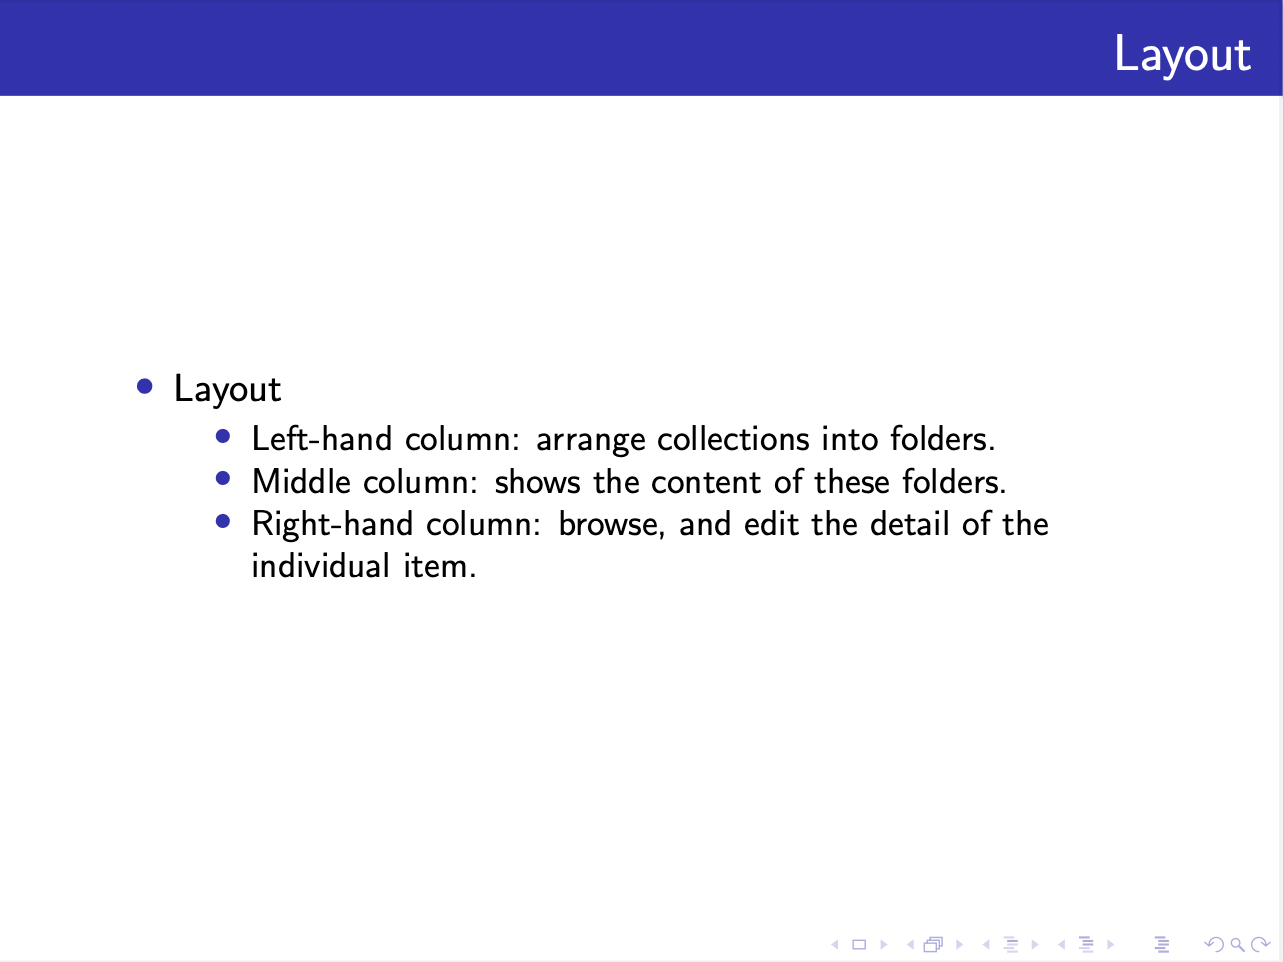 Layout
Layout
Left-hand column: arrange collections into folders.
Middle column: shows the content of these folders.
Right-hand column: browse, and edit the detail of the
individual item.